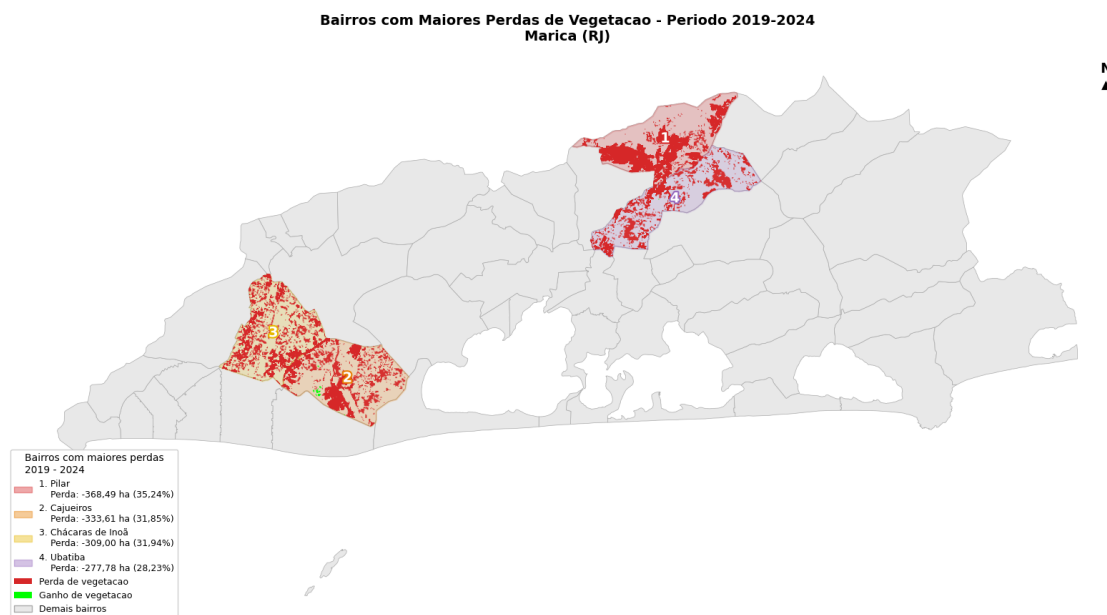 Bairros com Maiores Perdas de Vegetacao - Periodo 2019-2024
Marica (RJ)
N
1
4
3
2
Bairros com maiores perdas
2019 - 2024
1. Pilar
Perda: -368,49 ha (35,24%)
2. Cajueiros
Perda: -333,61 ha (31,85%)
3. Chácaras de Inoã
Perda: -309,00 ha (31,94%)
4. Ubatiba
Perda: -277,78 ha (28,23%)
Perda de vegetacao
Ganho de vegetacao
Demais bairros